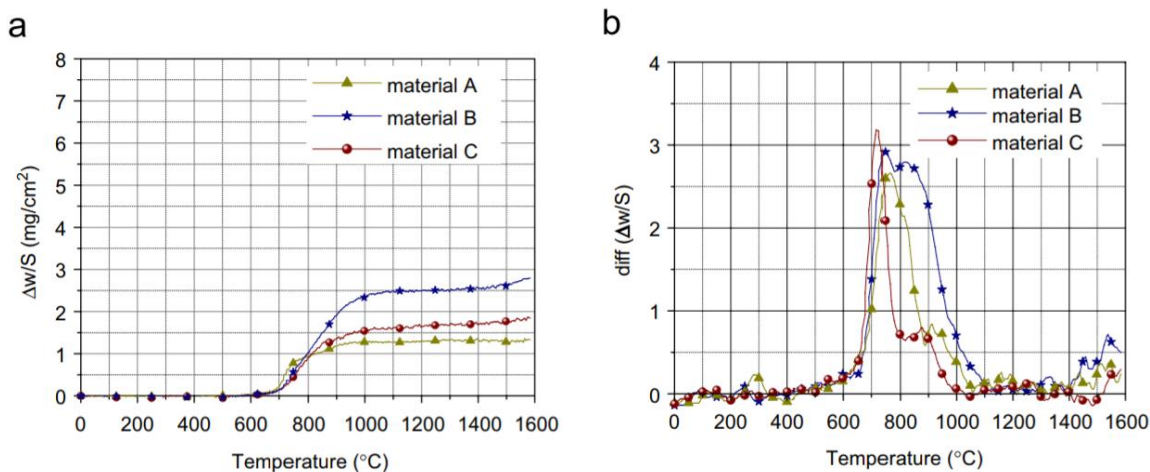 a
8
7
6
5
4
3
2
1
0
Δw/S (mg/cm²)
material A
material B
material C
0 200 400 600 800 1000 1200 1400 1600
Temperature (°C)
b
4
3
2
1
0
diff (Δw/S)
material A
material B
material C
0 200 400 600 800 1000 1200 1400 1600
Temperature (°C)